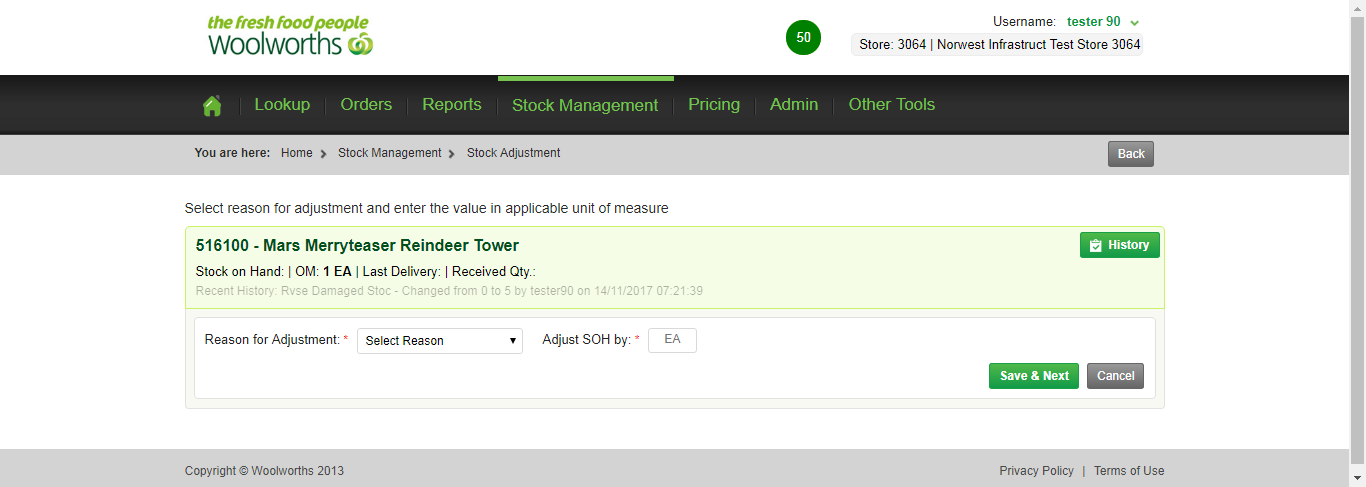 the fresh food people
Woolworths
50
Username: tester 90
Store: 3064 | Norwest Infrastruct Test Store 3064
Lookup Orders Reports Stock Management Pricing Admin Other Tools
You are here: Home Stock Management Stock Adjustment Back
Select reason for adjustment and enter the value in applicable unit of measure
516100 - Mars Merryteaser Reindeer Tower
History
Stock on Hand: | OM: 1 EA | Last Delivery: | Received Qty.:
Recent History: Rvse Damaged Stoc - Changed from 0 to 5 by tester90 on 14/11/2017 07:21:39
Reason for Adjustment: * Select Reason Adjust SOH by: * EA
Save & Next Cancel
Copyright © Woolworths 2013 Privacy Policy | Terms of Use